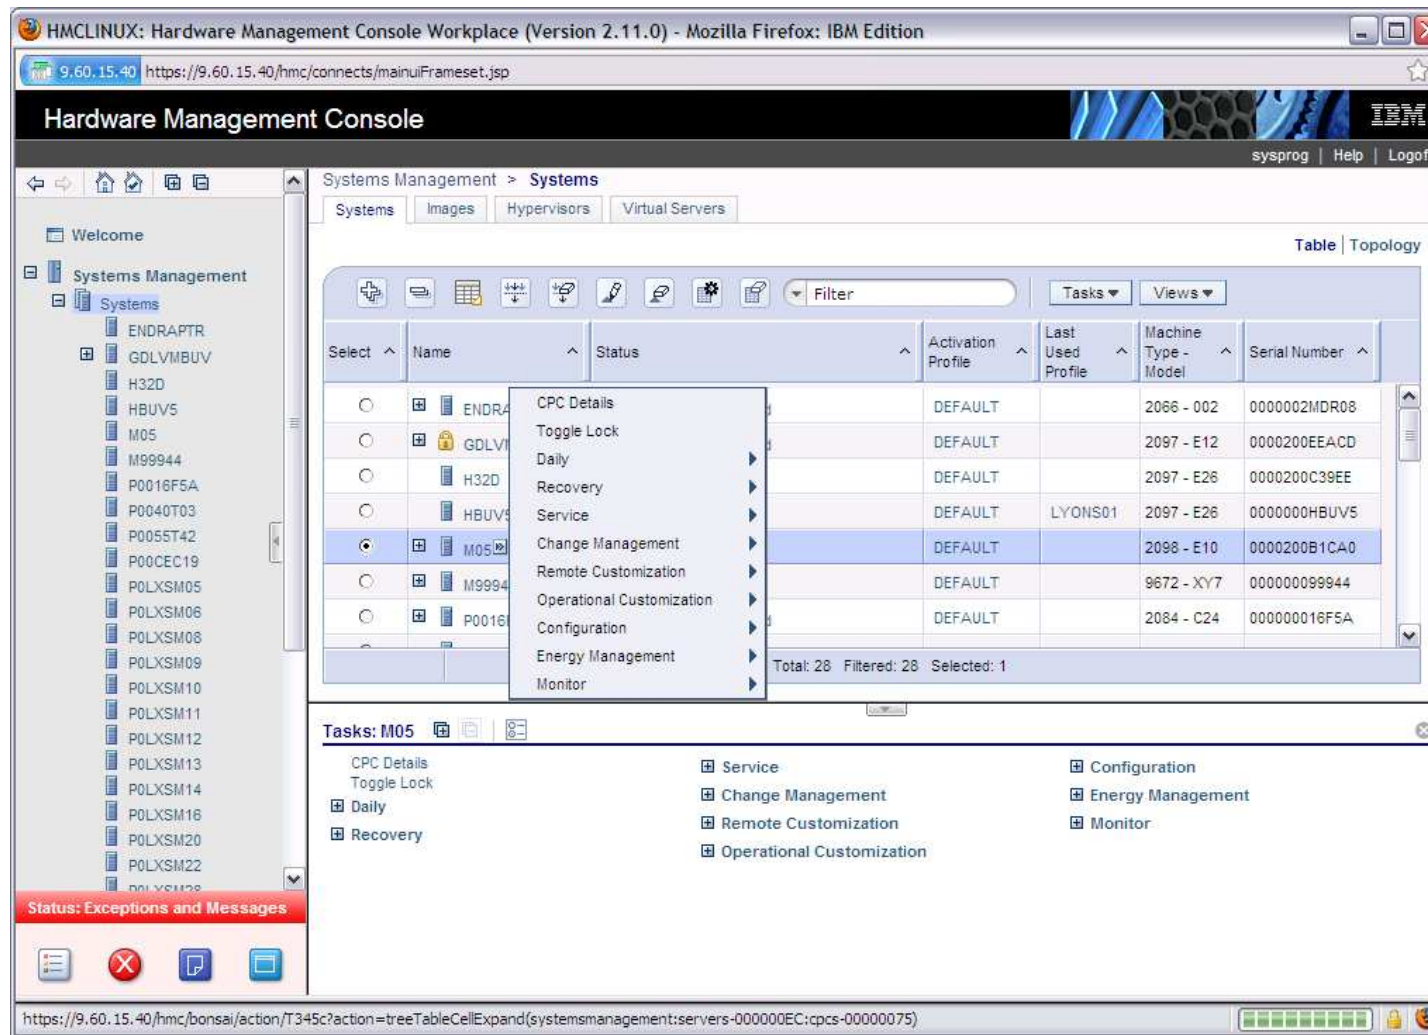 HMCLINUX: Hardware Management Console Workplace (Version 2.11.0) - Mozilla Firefox: IBM Edition
9.60.15.40 https://9.60.15.40/hmc/connects/mainuiFrameset.jsp
Hardware Management Console
IBM
sysprog | Help | Logof
Welcome
Systems Management
Systems
ENDRAPTR
GDLVMBUV
H32D
HBUV5
M05
M99944
P0016F5A
P0040T03
P0055T42
P00CEC19
P0LXSM05
P0LXSM06
P0LXSM08
P0LXSM09
P0LXSM10
P0LXSM11
P0LXSM12
P0LXSM13
P0LXSM14
P0LXSM16
P0LXSM20
P0LXSM22
Status: Exceptions and Messages
Systems Management > Systems
Systems Images Hypervisors Virtual Servers
Table | Topology
Filter Tasks Views
Select Name Status Activation Profile Last Used Profile Machine Type - Model Serial Number
ENDRA DEFAULT 2066 - 002 0000002MDR08
GDLVM DEFAULT 2097 - E12 0000200EEACD
H32D DEFAULT 2097 - E26 0000200C39EE
HBUV5 DEFAULT LYONS01 2097 - E26 0000000HBUV5
M05 DEFAULT 2098 - E10 0000200B1CA0
M9994 DEFAULT 9672 - XY7 000000099944
P0016 DEFAULT 2084 - C24 000000016F5A
Total: 28 Filtered: 28 Selected: 1
CPC Details
Toggle Lock
Daily
Recovery
Service
Change Management
Remote Customization
Operational Customization
Configuration
Energy Management
Monitor
Tasks: M05
CPC Details
Toggle Lock
Daily
Recovery
Service
Change Management
Remote Customization
Operational Customization
Configuration
Energy Management
Monitor
https://9.60.15.40/hmc/bonsai/action/T345c?action=treeTableCellExpand(systemsmanagement:servers-000000EC:cpcs-00000075)